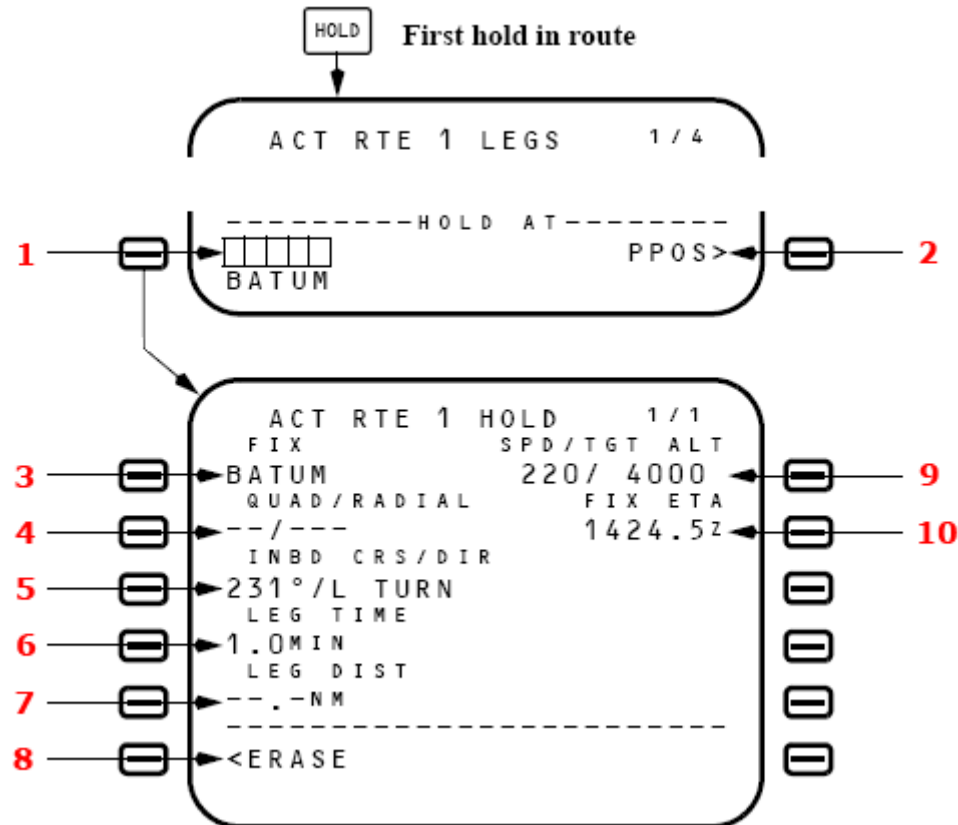 HOLD First hold in route
ACT RTE 1 LEGS 1/4
---------HOLD AT--------
1 PPOS> 2
BATUM
ACT RTE 1 HOLD 1/1
FIX SPD/TGT ALT
3 BATUM 220/ 4000 9
QUAD/RADIAL FIX ETA
4 --/--- 1424.5z 10
INBD CRS/DIR
5 231°/L TURN
LEG TIME
6 1.0MIN
LEG DIST
7 --.-NM
8 <ERASE